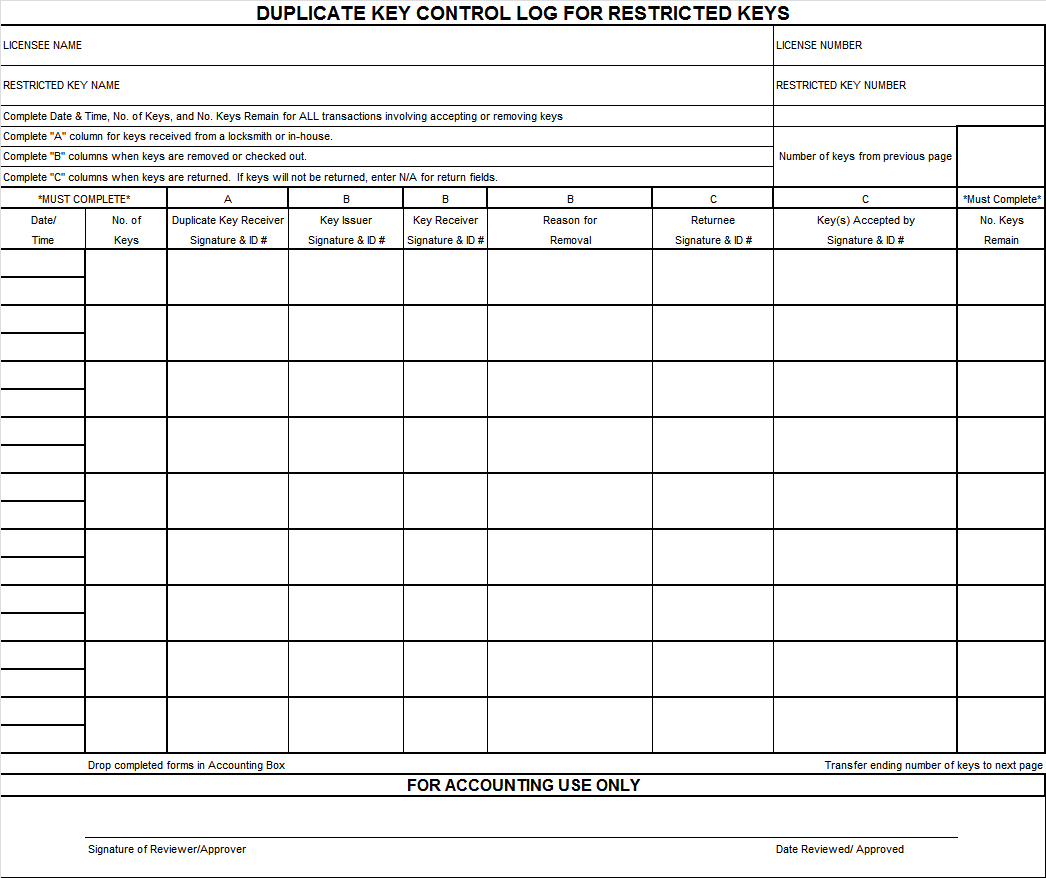 DUPLICATE KEY CONTROL LOG FOR RESTRICTED KEYS
LICENSEE NAME
LICENSE NUMBER
RESTRICTED KEY NAME
RESTRICTED KEY NUMBER
Complete Date & Time, No. of Keys, and No. Keys Remain for ALL transactions involving accepting or removing keys
Complete "A" column for keys received from a locksmith or in-house.
Complete "B" columns when keys are removed or checked out.
Number of keys from previous page
Complete "C" columns when keys are returned.  If keys will not be returned, enter N/A for return fields.
*MUST COMPLETE* A B B B C C *Must Complete*
Date/ No. of Duplicate Key Receiver Key Issuer Key Receiver Reason for Returnee Key(s) Accepted by No. Keys
Time Keys Signature & ID # Signature & ID # Signature & ID # Removal Signature & ID # Signature & ID # Remain
Drop completed forms in Accounting Box
Transfer ending number of keys to next page
FOR ACCOUNTING USE ONLY
Signature of Reviewer/Approver
Date Reviewed/ Approved